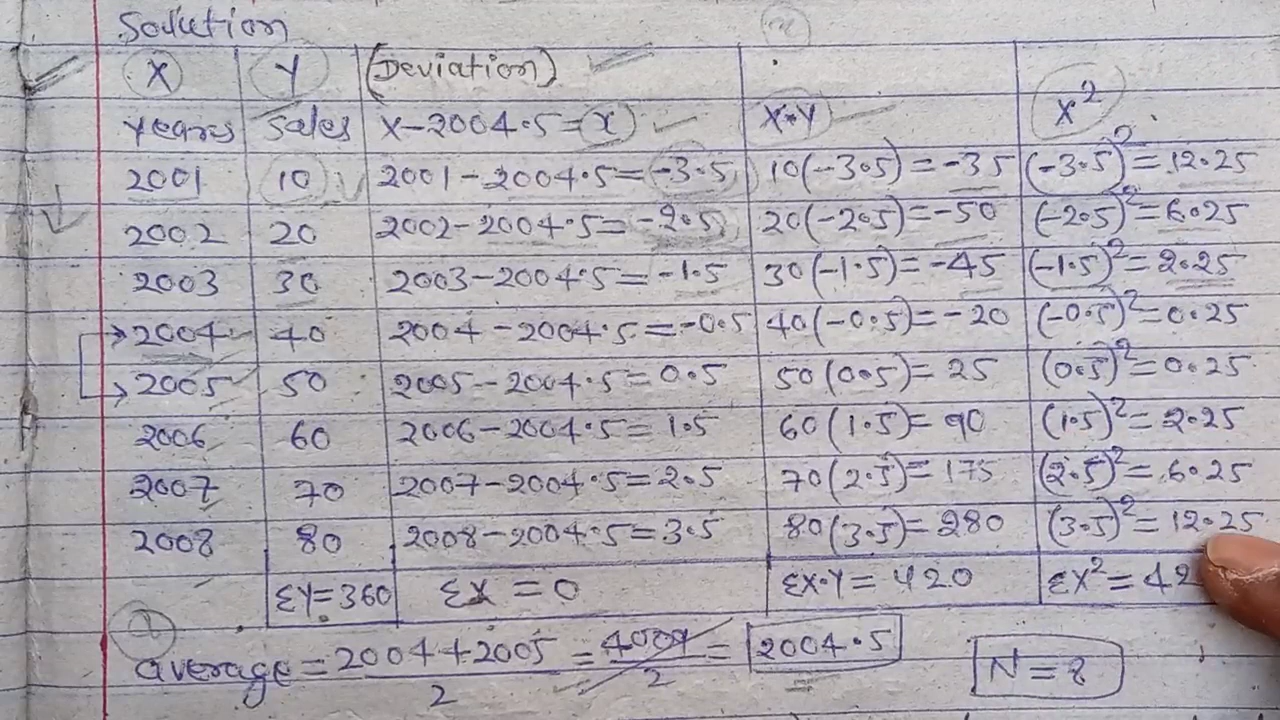 Solution
X Y (Deviation)
years sales X-2004.5=x X*Y X²
2001 10 2001-2004.5=-3.5 10(-3.5)=-35 (-3.5)²=12.25
2002 20 2002-2004.5=-2.5 20(-2.5)=-50 (-2.5)²=6.25
2003 30 2003-2004.5=-1.5 30(-1.5)=-45 (-1.5)²=2.25
2004 40 2004-2004.5=-0.5 40(-0.5)=-20 (-0.5)²=0.25
2005 50 2005-2004.5=0.5 50(0.5)=25 (0.5)²=0.25
2006 60 2006-2004.5=1.5 60(1.5)=90 (1.5)²=2.25
2007 70 2007-2004.5=2.5 70(2.5)=175 (2.5)²=6.25
2008 80 2008-2004.5=3.5 80(3.5)=280 (3.5)²=12.25
ΣY=360 ΣX=0 ΣX.Y=420 ΣX²=42
average=2004+2005/2=4009/2=2004.5 N=8